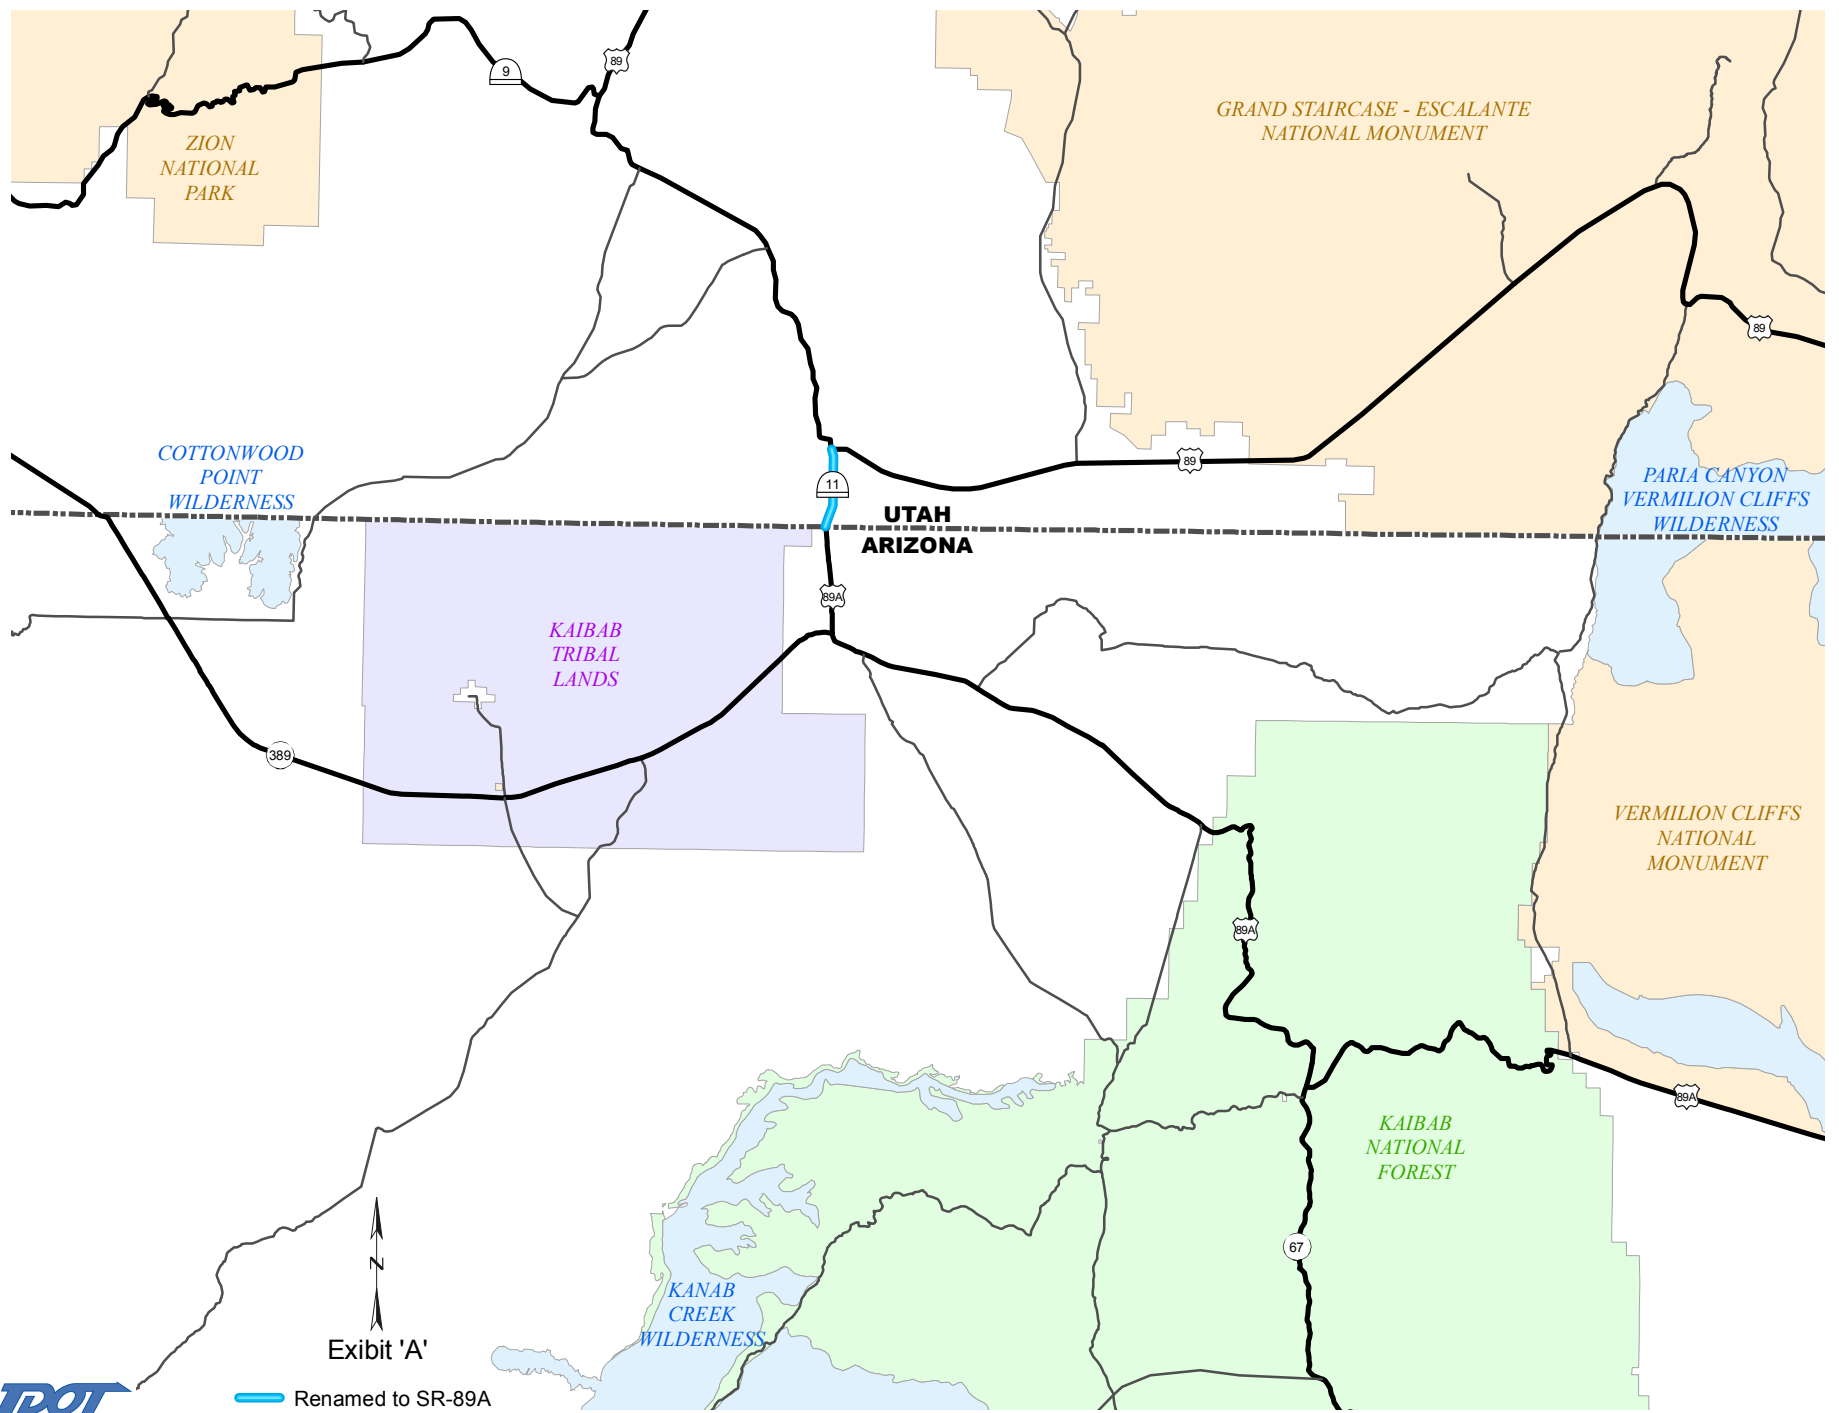 89
9
GRAND STAIRCASE - ESCALANTE
NATIONAL MONUMENT
ZION
NATIONAL
PARK
89
COTTONWOOD
POINT
WILDERNESS
89
11
PARIA CANYON
VERMILION CLIFFS
WILDERNESS
UTAH
ARIZONA
89A
KAIBAB
TRIBAL
LANDS
389
VERMILION CLIFFS
NATIONAL
MONUMENT
89A
89A
KAIBAB
NATIONAL
FOREST
67
N
KANAB
CREEK
WILDERNESS
Exibit 'A'
Renamed to SR-89A